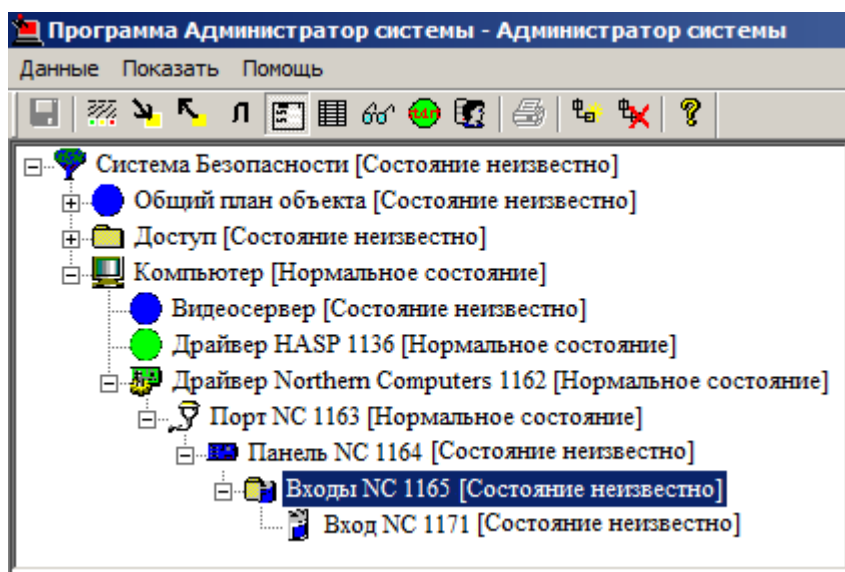 Программа Администратор системы - Администратор системы
Данные Показать Помощь
Л
Система Безопасности [Состояние неизвестно]
Общий план объекта [Состояние неизвестно]
Доступ [Состояние неизвестно]
Компьютер [Нормальное состояние]
Видеосервер [Состояние неизвестно]
Драйвер HASP 1136 [Нормальное состояние]
Драйвер Northern Computers 1162 [Нормальное состояние]
Порт NC 1163 [Нормальное состояние]
Панель NC 1164 [Состояние неизвестно]
Входы NC 1165 [Состояние неизвестно]
Вход NC 1171 [Состояние неизвестно]